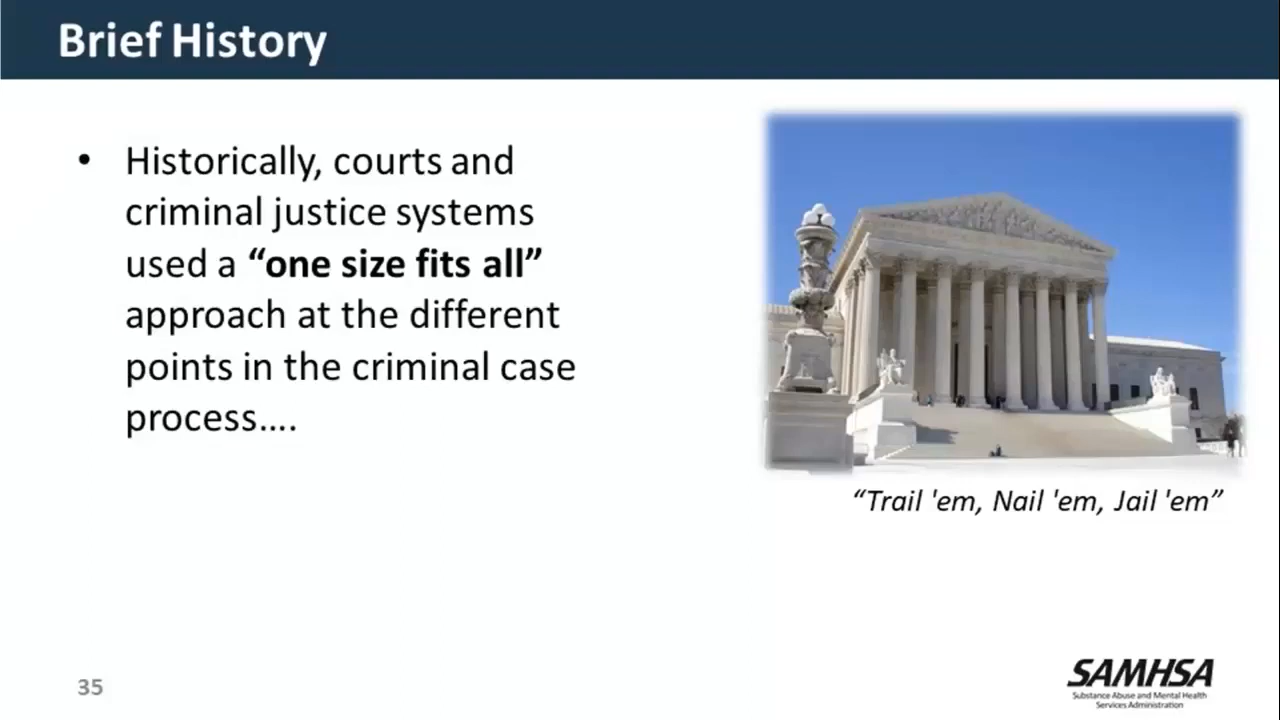 Brief History
• Historically, courts and
criminal justice systems
used a “one size fits all”
approach at the different
points in the criminal case
process....
“Trail 'em, Nail 'em, Jail 'em”
35
SAMHSA
Substance Abuse and Mental Health
Services Administration